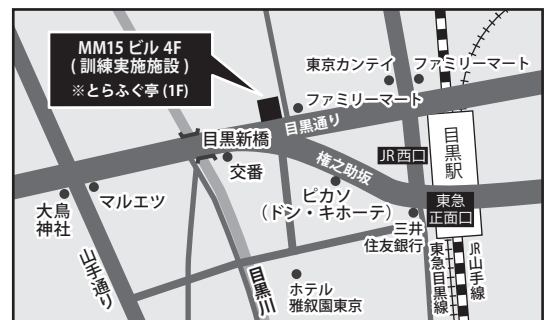 MM15 ビル 4F
( 訓練実施施設 )
※とらふぐ亭 (1F)
東京カンテイ
ファミリーマート
ファミリーマート
目黒通り
目黒新橋
交番
権之助坂
JR 西口
目黒駅
東急
正面口
ピカソ
(ドン・キホーテ)
三井
住友銀行
マルエツ
大鳥
神社
山手通り
目黒川
ホテル
雅叙園東京
東急目黒線
JR
山手線